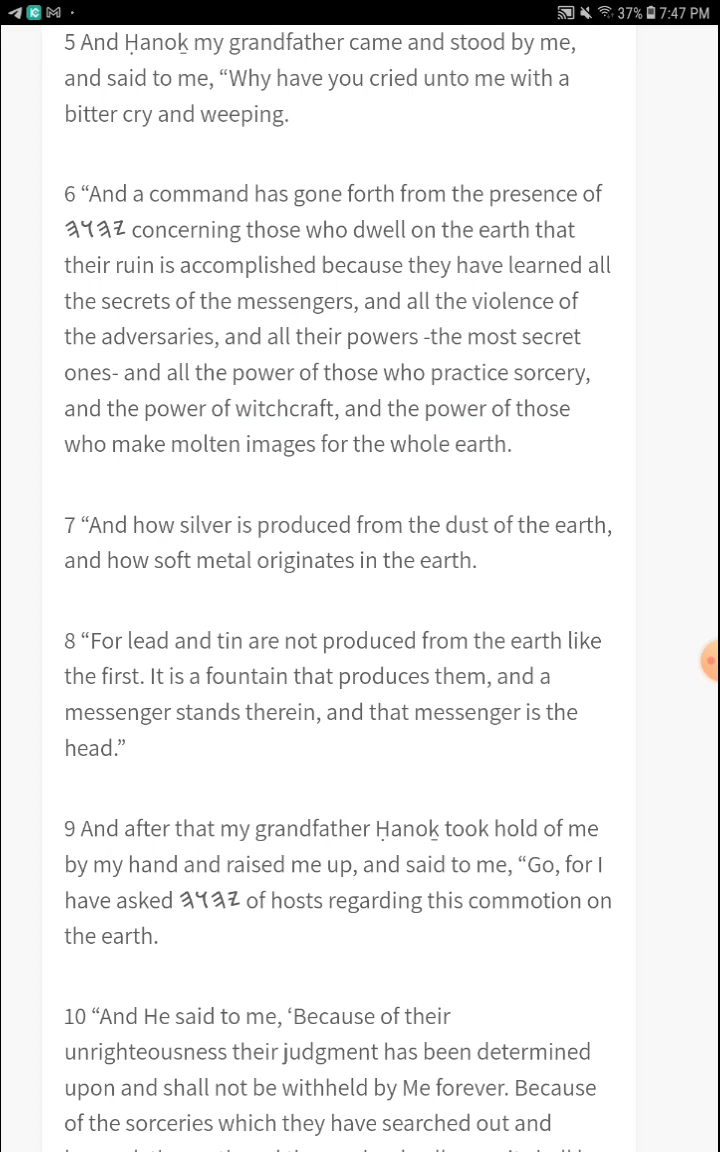 37% 7:47 PM
5 And Ḥanoḵ my grandfather came and stood by me,
and said to me, “Why have you cried unto me with a
bitter cry and weeping.
6 “And a command has gone forth from the presence of
𐤉𐤄𐤅𐤄 concerning those who dwell on the earth that
their ruin is accomplished because they have learned all
the secrets of the messengers, and all the violence of
the adversaries, and all their powers -the most secret
ones- and all the power of those who practice sorcery,
and the power of witchcraft, and the power of those
who make molten images for the whole earth.
7 “And how silver is produced from the dust of the earth,
and how soft metal originates in the earth.
8 “For lead and tin are not produced from the earth like
the first. It is a fountain that produces them, and a
messenger stands therein, and that messenger is the
head.”
9 And after that my grandfather Ḥanoḵ took hold of me
by my hand and raised me up, and said to me, “Go, for I
have asked 𐤉𐤄𐤅𐤄 of hosts regarding this commotion on
the earth.
10 “And He said to me, ‘Because of their
unrighteousness their judgment has been determined
upon and shall not be withheld by Me forever. Because
of the sorceries which they have searched out and